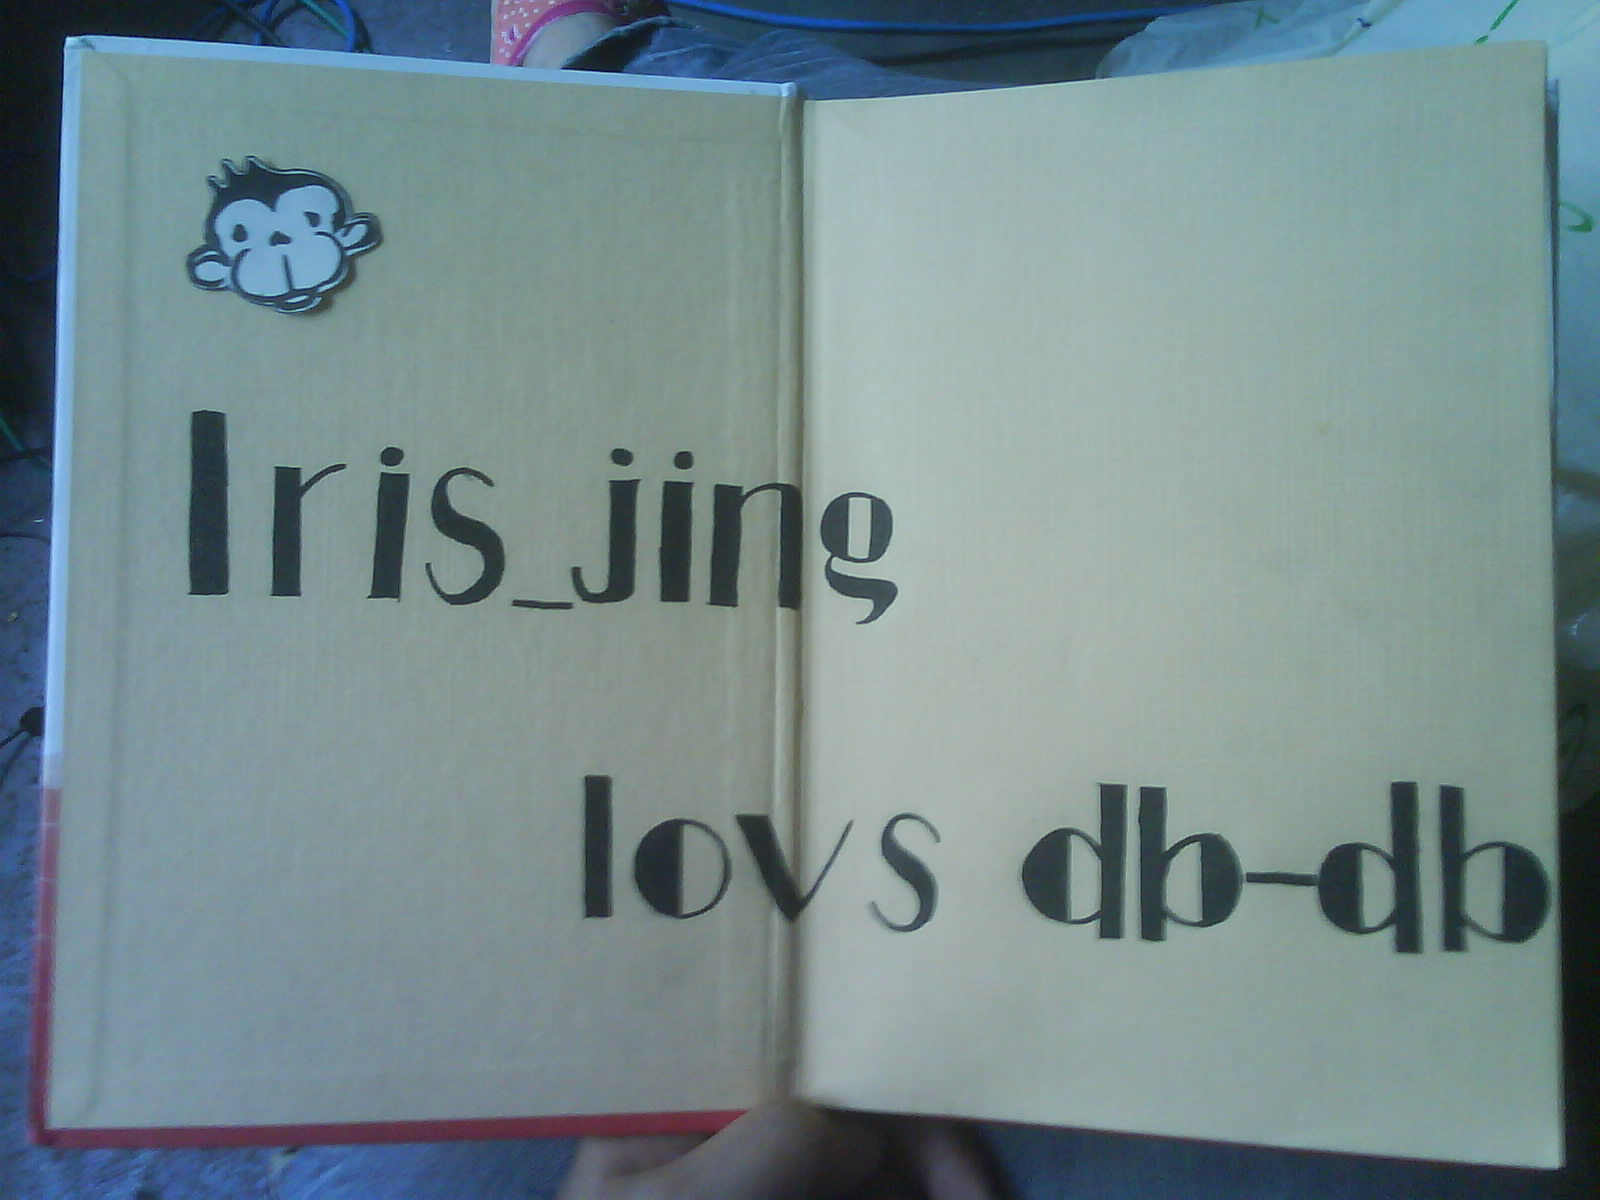 Iris_jing
lovs db-db